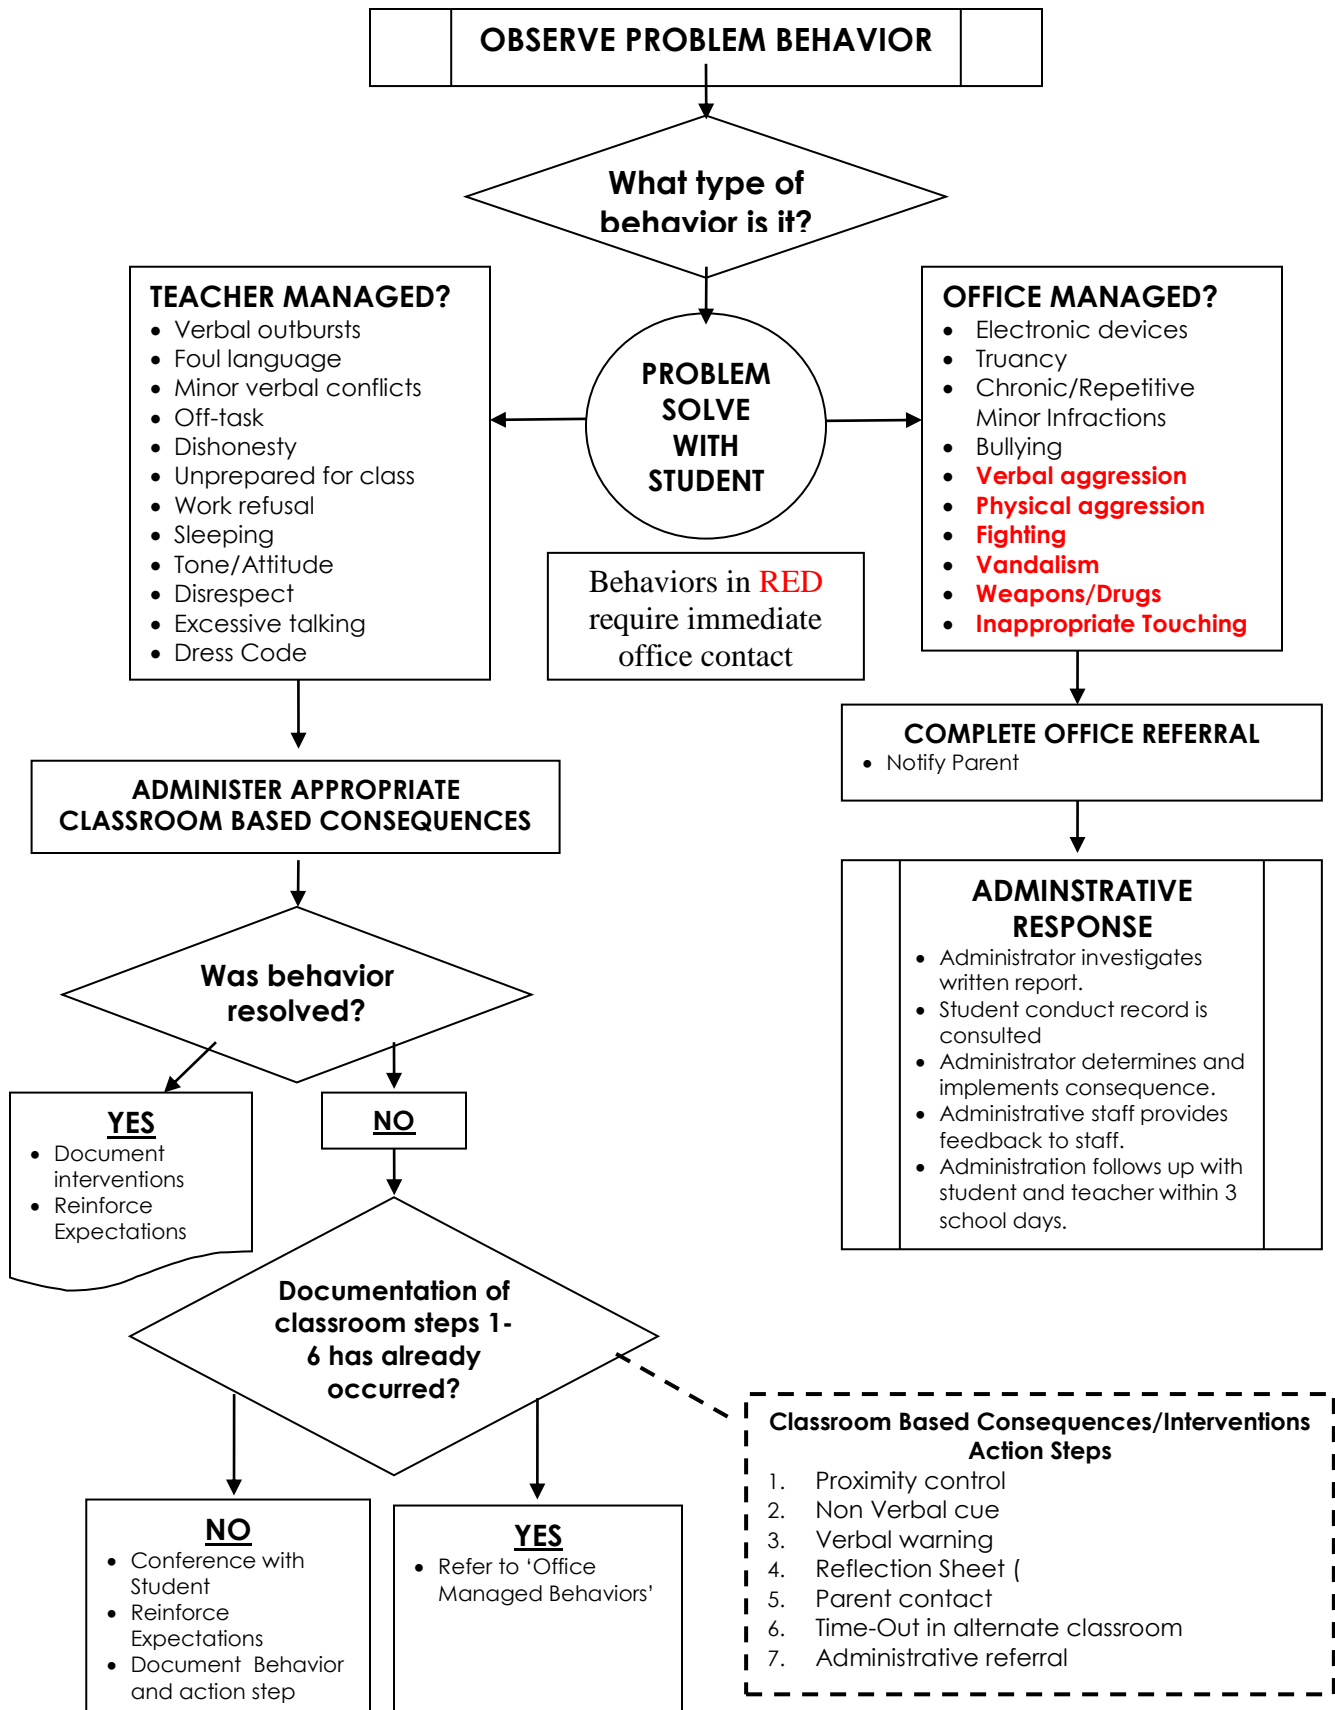 OBSERVE PROBLEM BEHAVIOR
What type of
behavior is it?
TEACHER MANAGED?
• Verbal outbursts
• Foul language
• Minor verbal conflicts
• Off-task
• Dishonesty
• Unprepared for class
• Work refusal
• Sleeping
• Tone/Attitude
• Disrespect
• Excessive talking
• Dress Code
PROBLEM
SOLVE
WITH
STUDENT
Behaviors in RED
require immediate
office contact
OFFICE MANAGED?
• Electronic devices
• Truancy
• Chronic/Repetitive
Minor Infractions
• Bullying
• Verbal aggression
• Physical aggression
• Fighting
• Vandalism
• Weapons/Drugs
• Inappropriate Touching
COMPLETE OFFICE REFERRAL
• Notify Parent
ADMINISTER APPROPRIATE
CLASSROOM BASED CONSEQUENCES
ADMINSTRATIVE
RESPONSE
• Administrator investigates
written report.
• Student conduct record is
consulted
• Administrator determines and
implements consequence.
• Administrative staff provides
feedback to staff.
• Administration follows up with
student and teacher within 3
school days.
Was behavior
resolved?
YES
• Document
interventions
• Reinforce
Expectations
NO
Documentation of
classroom steps 1-
6 has already
occurred?
NO
• Conference with
Student
• Reinforce
Expectations
• Document  Behavior
and action step
YES
• Refer to ‘Office
Managed Behaviors’
Classroom Based Consequences/Interventions
Action Steps
1. Proximity control
2. Non Verbal cue
3. Verbal warning
4. Reflection Sheet (
5. Parent contact
6. Time-Out in alternate classroom
7. Administrative referral